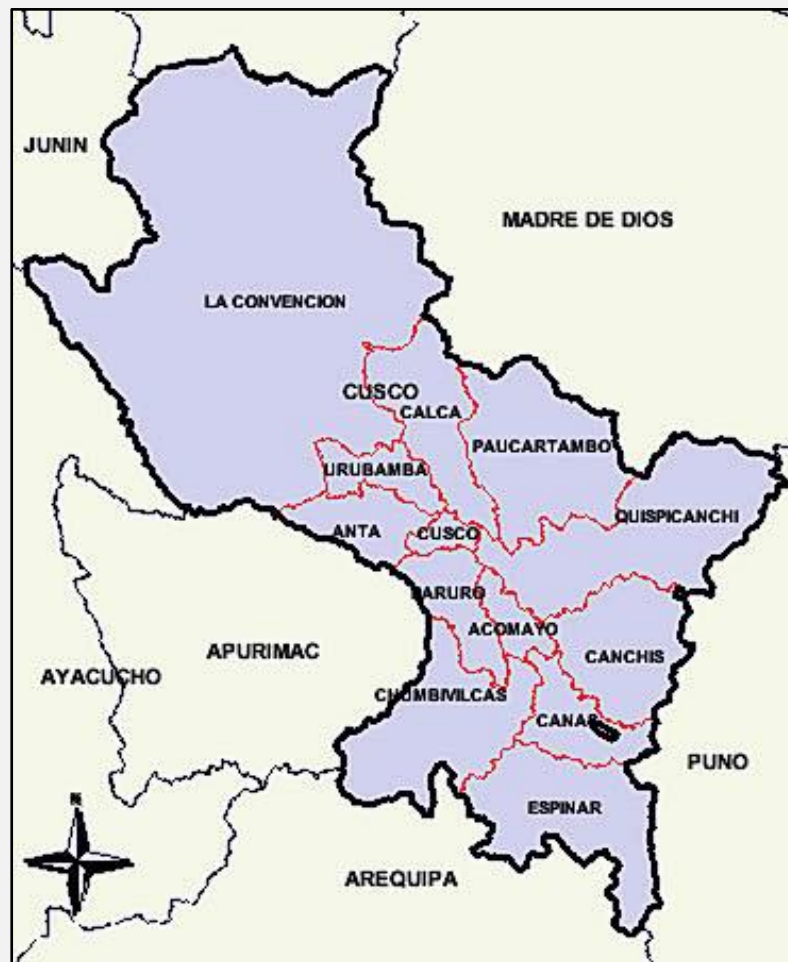 JUNIN
MADRE DE DIOS
LA CONVENCION
CUSCO
CALCA
PAUCARTAMBO
URUBAMBA
QUISPICANCHI
ANTA
CUSCO
PARURO
ACOMAYO
APURIMAC
CANCHIS
AYACUCHO
CHUMBIVILCAS
CANAS
PUNO
N
ESPINAR
AREQUIPA